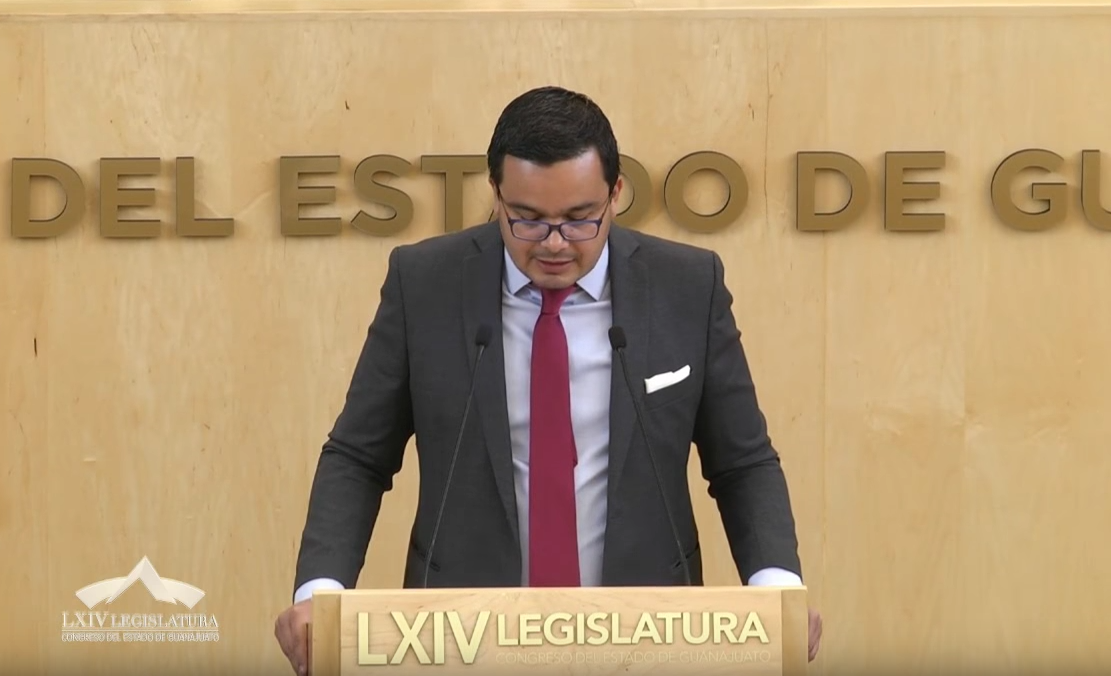 DEL ESTADO DE GU
LXIV LEGISLATURA
CONGRESO DEL ESTADO DE GUANAJUATO
LXIV LEGISLATURA
CONGRESO DEL ESTADO DE GUANAJUATO